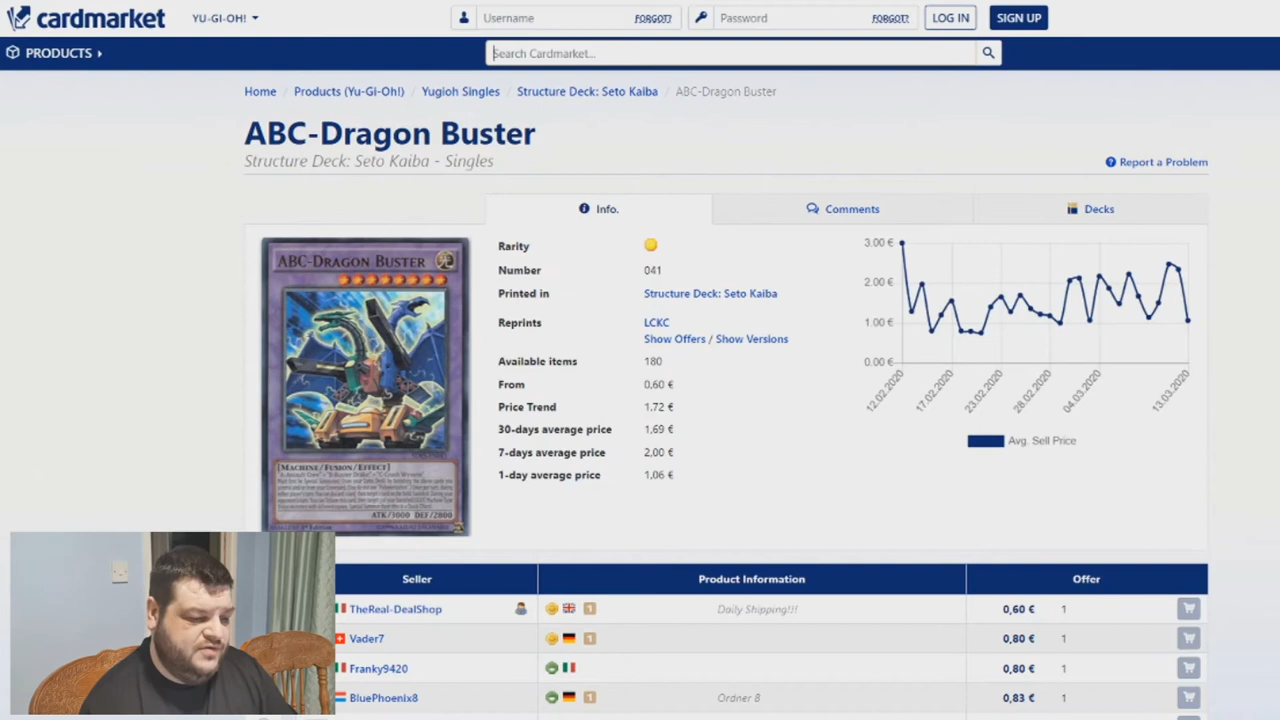 cardmarket
YU-GI-OH!
Username
FORGOT?
Password
FORGOT?
LOG IN
SIGN UP
PRODUCTS
Search Cardmarket...
Home / Products (Yu-Gi-Oh!) / Yugioh Singles / Structure Deck: Seto Kaiba / ABC-Dragon Buster
ABC-Dragon Buster
Structure Deck: Seto Kaiba - Singles
Report a Problem
Info.
Comments
Decks
ABC-Dragon Buster
[Machine/Fusion/Effect]
ATK/3000 DEF/2800
Rarity
Number 041
Printed in Structure Deck: Seto Kaiba
Reprints LCKC
Show Offers / Show Versions
Available items 180
From 0,60 €
Price Trend 1,72 €
30-days average price 1,69 €
7-days average price 2,00 €
1-day average price 1,06 €
3.00 €
2.00 €
1.00 €
0.00 €
12.02.2020
17.02.2020
23.02.2020
28.02.2020
04.03.2020
13.03.2020
Avg. Sell Price
Seller Product Information Offer
TheReal-DealShop 1 Daily Shipping!!! 0,60 € 1
Vader7 1 0,80 € 1
Franky9420 0,80 € 1
BluePhoenix8 1 Ordner 8 0,83 € 1